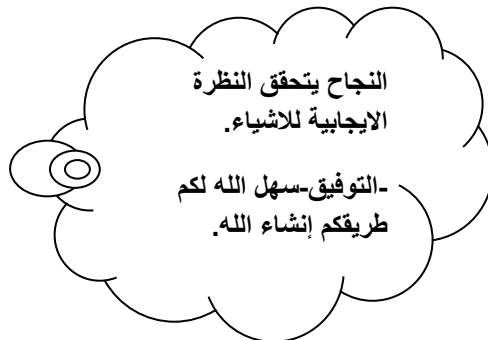 النجاح يتحقق النظرة
الايجابية للاشياء.
-التوفيق-سهل الله لكم
طريقكم إنشاء الله.